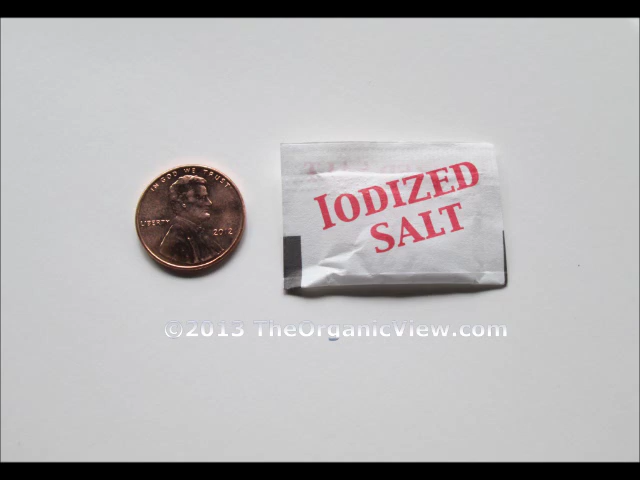 IN GOD WE TRUST
LIBERTY
2012
IODIZED
SALT
©2013 TheOrganicView.com